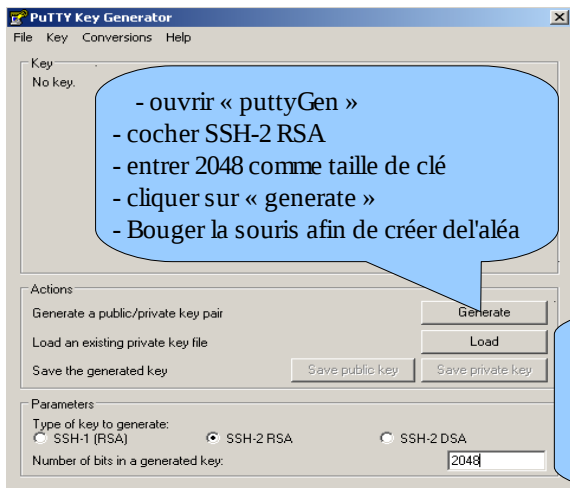 PuTTY Key Generator
File Key Conversions Help
Key
No key.
- ouvrir « puttyGen »
- cocher SSH-2 RSA
- entrer 2048 comme taille de clé
- cliquer sur « generate »
- Bouger la souris afin de créer del'aléa
Actions
Generate a public/private key pair
Generate
Load an existing private key file
Load
Save the generated key
Save public key
Save private key
Parameters
Type of key to generate:
SSH-1 (RSA) SSH-2 RSA SSH-2 DSA
Number of bits in a generated key: 2048